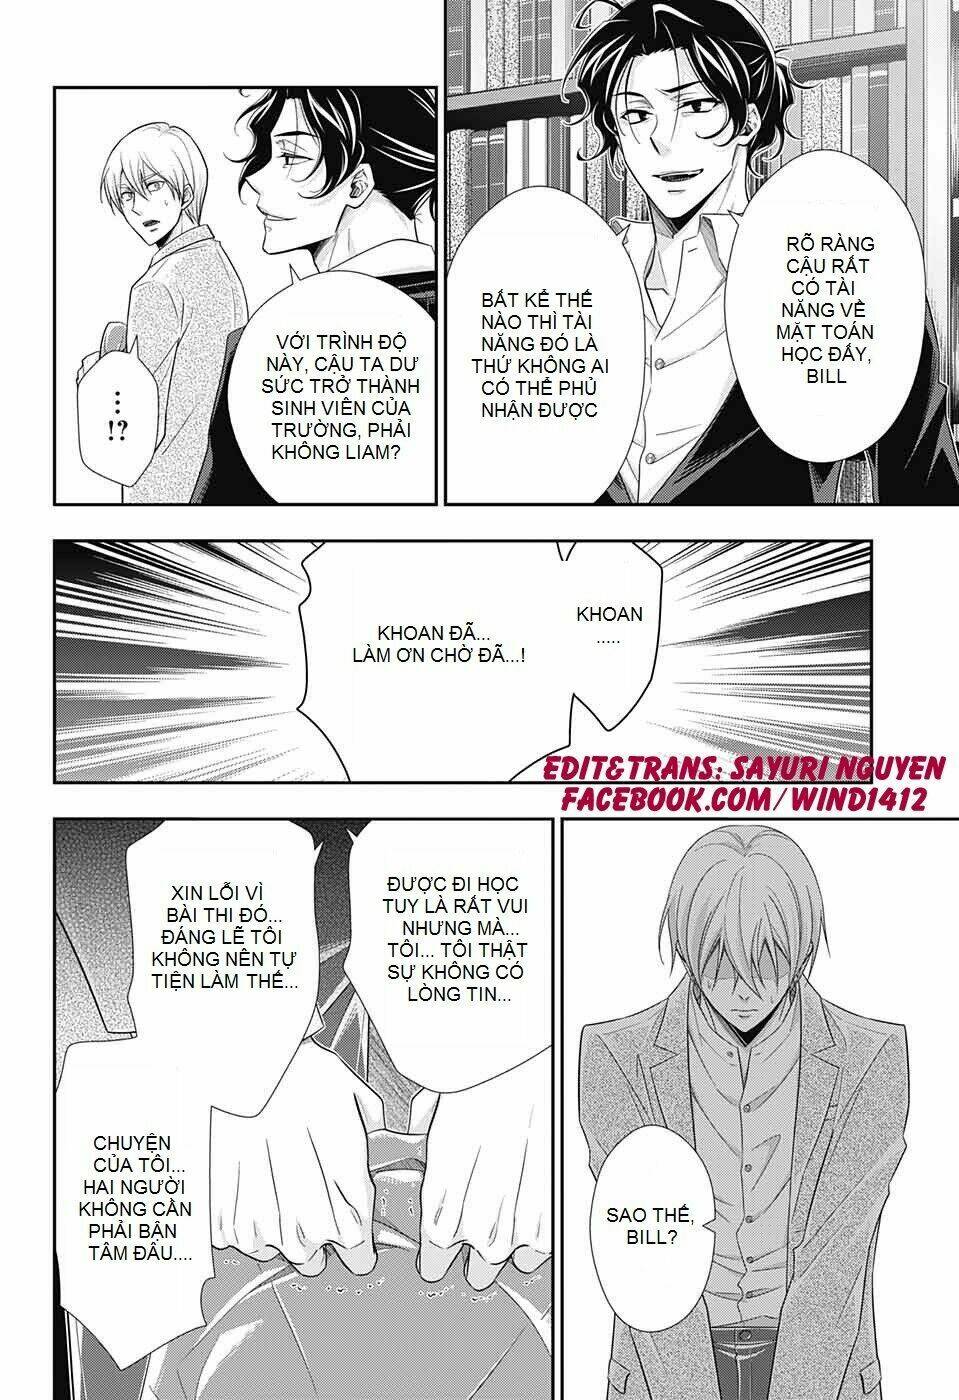 RÕ RÀNG
CẬU RẤT
CÓ TÀI
NĂNG VỀ
MẶT TOÁN
HỌC ĐẤY,
BILL
BẤT KỂ THẾ
NÀO THÌ TÀI
NĂNG ĐÓ LÀ
THỨ KHÔNG AI
CÓ THỂ PHỦ
NHẬN ĐƯỢC
VỚI TRÌNH ĐỘ
NÀY, CẬU TA DƯ
SỨC TRỞ THÀNH
SINH VIÊN CỦA
TRƯỜNG, PHẢI
KHÔNG LIAM?
...
!?
KHOAN
.....
KHOAN ĐÃ...
LÀM ƠN CHỜ ĐÃ...!
EDIT&TRANS: SAYURI NGUYEN
FACEBOOK.COM/WIND1412
SAO THẾ,
BILL?
ĐƯỢC ĐI HỌC
TUY LÀ RẤT VUI
NHƯNG MÀ...
TÔI... TÔI THẬT
SỰ KHÔNG CÓ
LÒNG TIN...
XIN LỖI VÌ
BÀI THI ĐÓ...
ĐÁNG LẼ TÔI
KHÔNG NÊN TỰ
TIỆN LÀM THẾ...
CHUYỆN
CỦA TÔI...
HAI NGƯỜI
KHÔNG CẦN
PHẢI BẬN
TÂM ĐÂU....